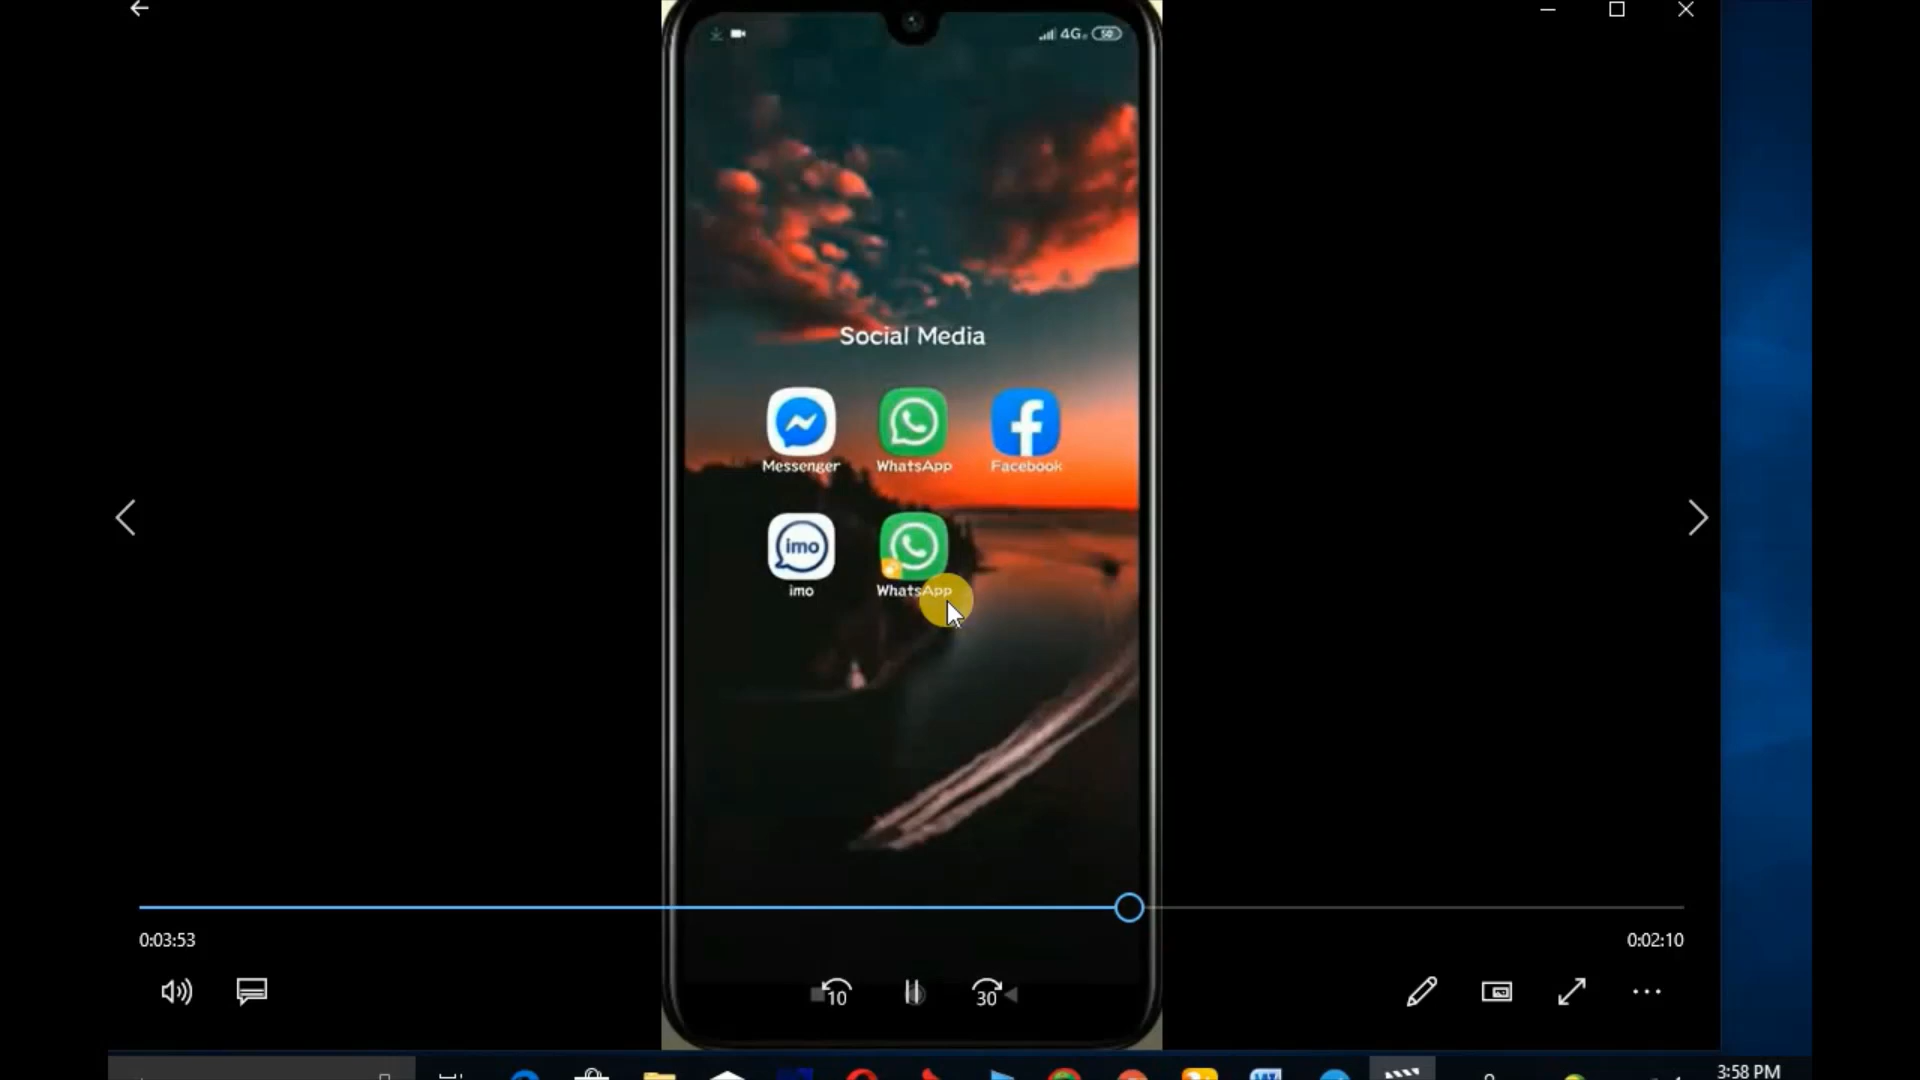 4G
50
Social Media
Messenger
WhatsApp
Facebook
imo
imo
WhatsApp
0:03:53
0:02:10
10
30
3:58 PM